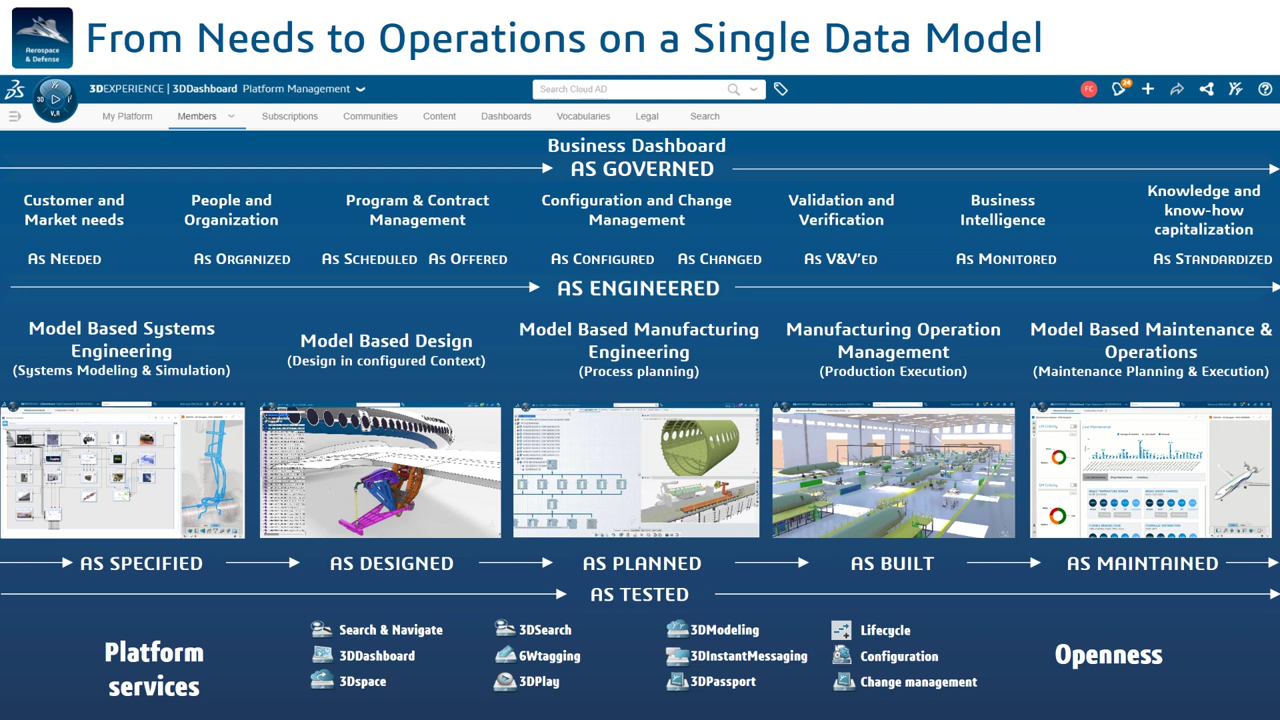 Aerospace
& Defense
From Needs to Operations on a Single Data Model
3DEXPERIENCE | 3DDashboard Platform Management
Search Cloud AD
FC
24
3D
V.R
My Platform Members Subscriptions Communities Content Dashboards Vocabularies Legal Search
Business Dashboard
AS GOVERNED
Customer and
Market needs
People and
Organization
Program & Contract
Management
Configuration and Change
Management
Validation and
Verification
Business
Intelligence
Knowledge and
know-how
capitalization
AS NEEDED AS ORGANIZED AS SCHEDULED AS OFFERED AS CONFIGURED AS CHANGED AS V&V'ED AS MONITORED AS STANDARDIZED
AS ENGINEERED
Model Based Systems
Engineering
(Systems Modeling & Simulation)
Model Based Design
(Design in configured Context)
Model Based Manufacturing
Engineering
(Process planning)
Manufacturing Operation
Management
(Production Execution)
Model Based Maintenance &
Operations
(Maintenance Planning & Execution)
AS SPECIFIED AS DESIGNED AS PLANNED AS BUILT AS MAINTAINED
AS TESTED
Platform
services
Search & Navigate
3DDashboard
3Dspace
3DSearch
6Wtagging
3DPlay
3DModeling
3DInstantMessaging
3DPassport
Lifecycle
Configuration
Change management
Openness